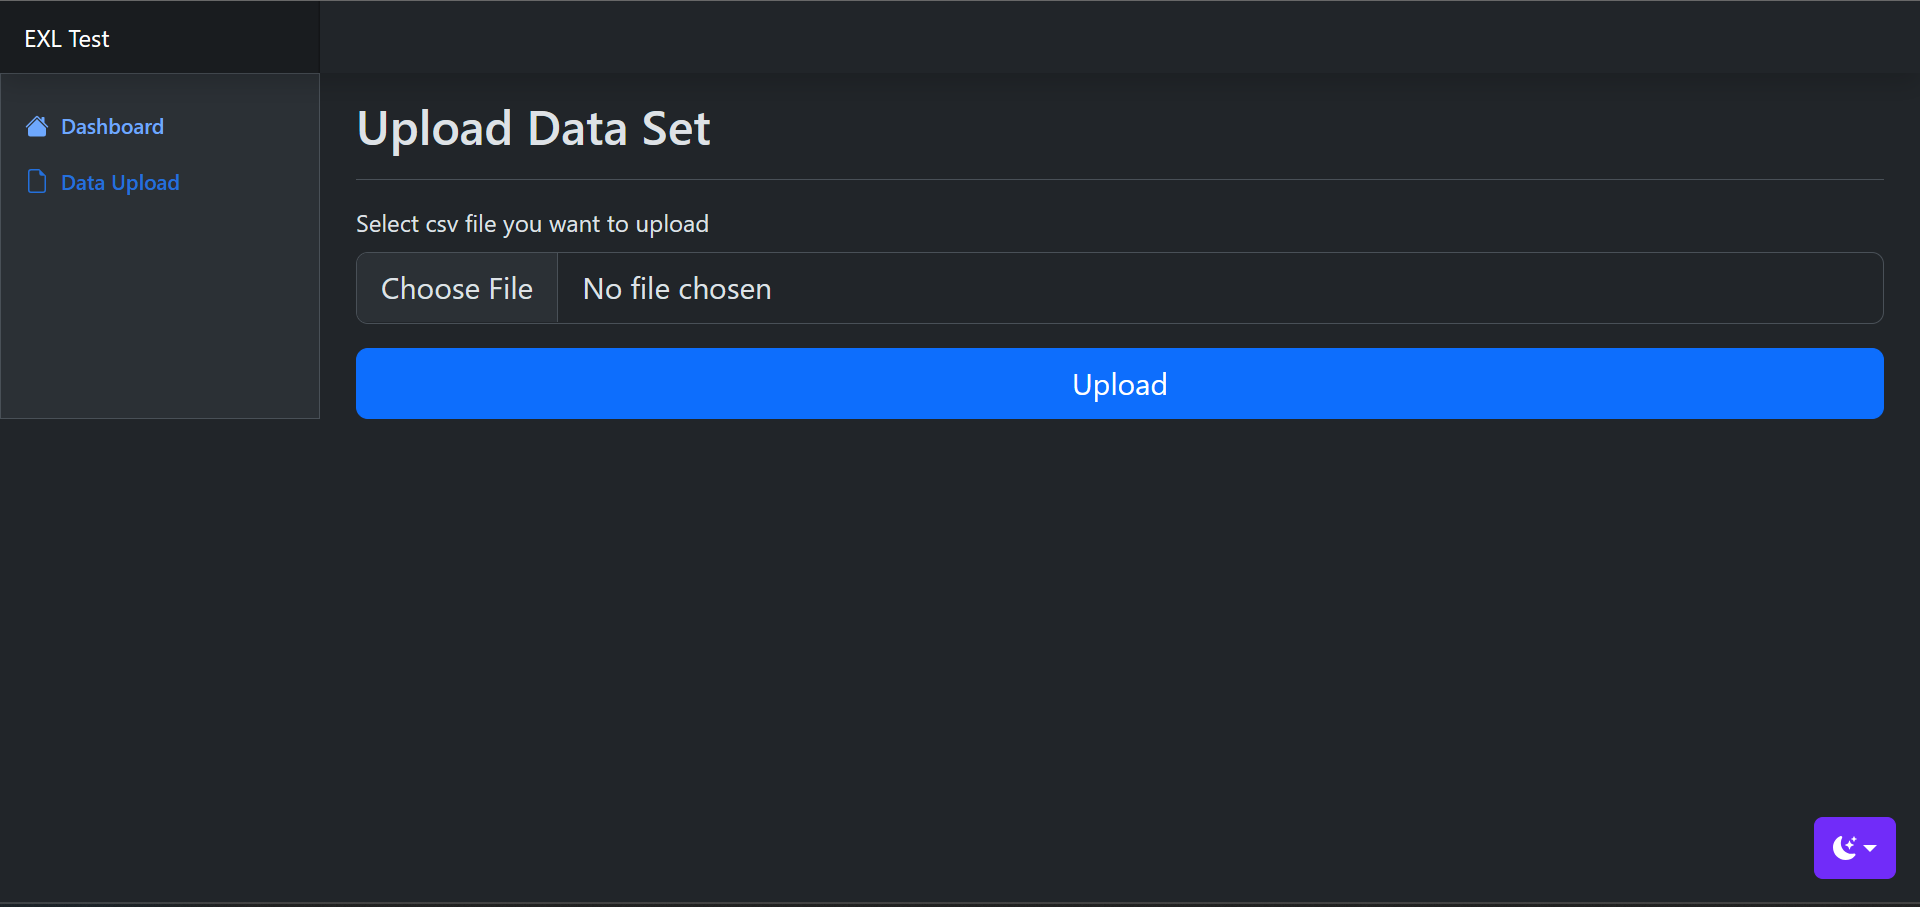 EXL Test
Dashboard
Data Upload
Upload Data Set
Select csv file you want to upload
Choose File No file chosen
Upload